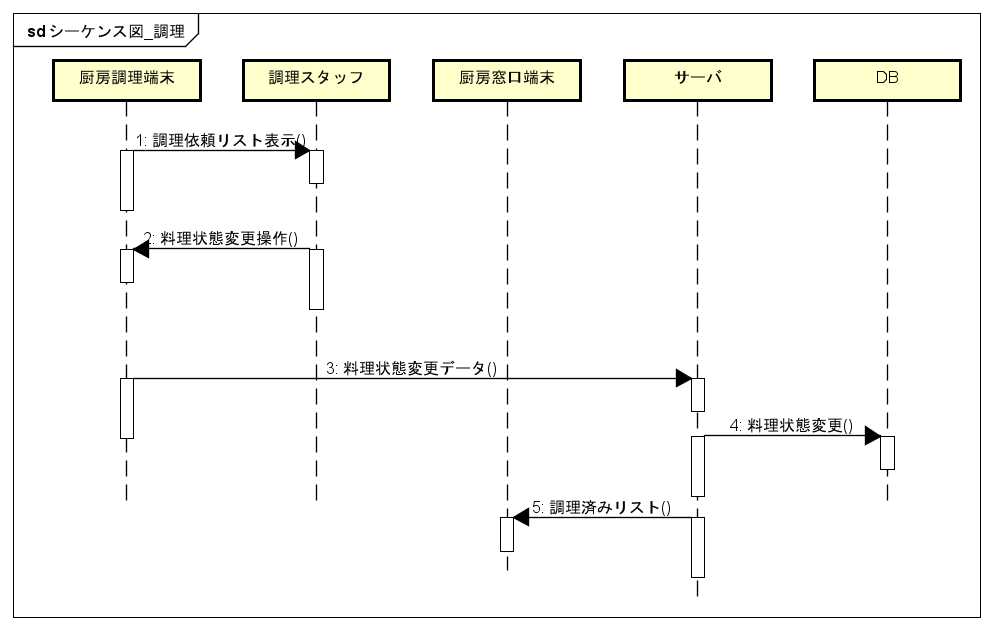 sd シーケンス図_調理
厨房調理端末
調理スタッフ
厨房窓口端末
サーバ
DB
1: 調理依頼リスト表示()
2: 料理状態変更操作()
3: 料理状態変更データ()
4: 料理状態変更()
5: 調理済みリスト()